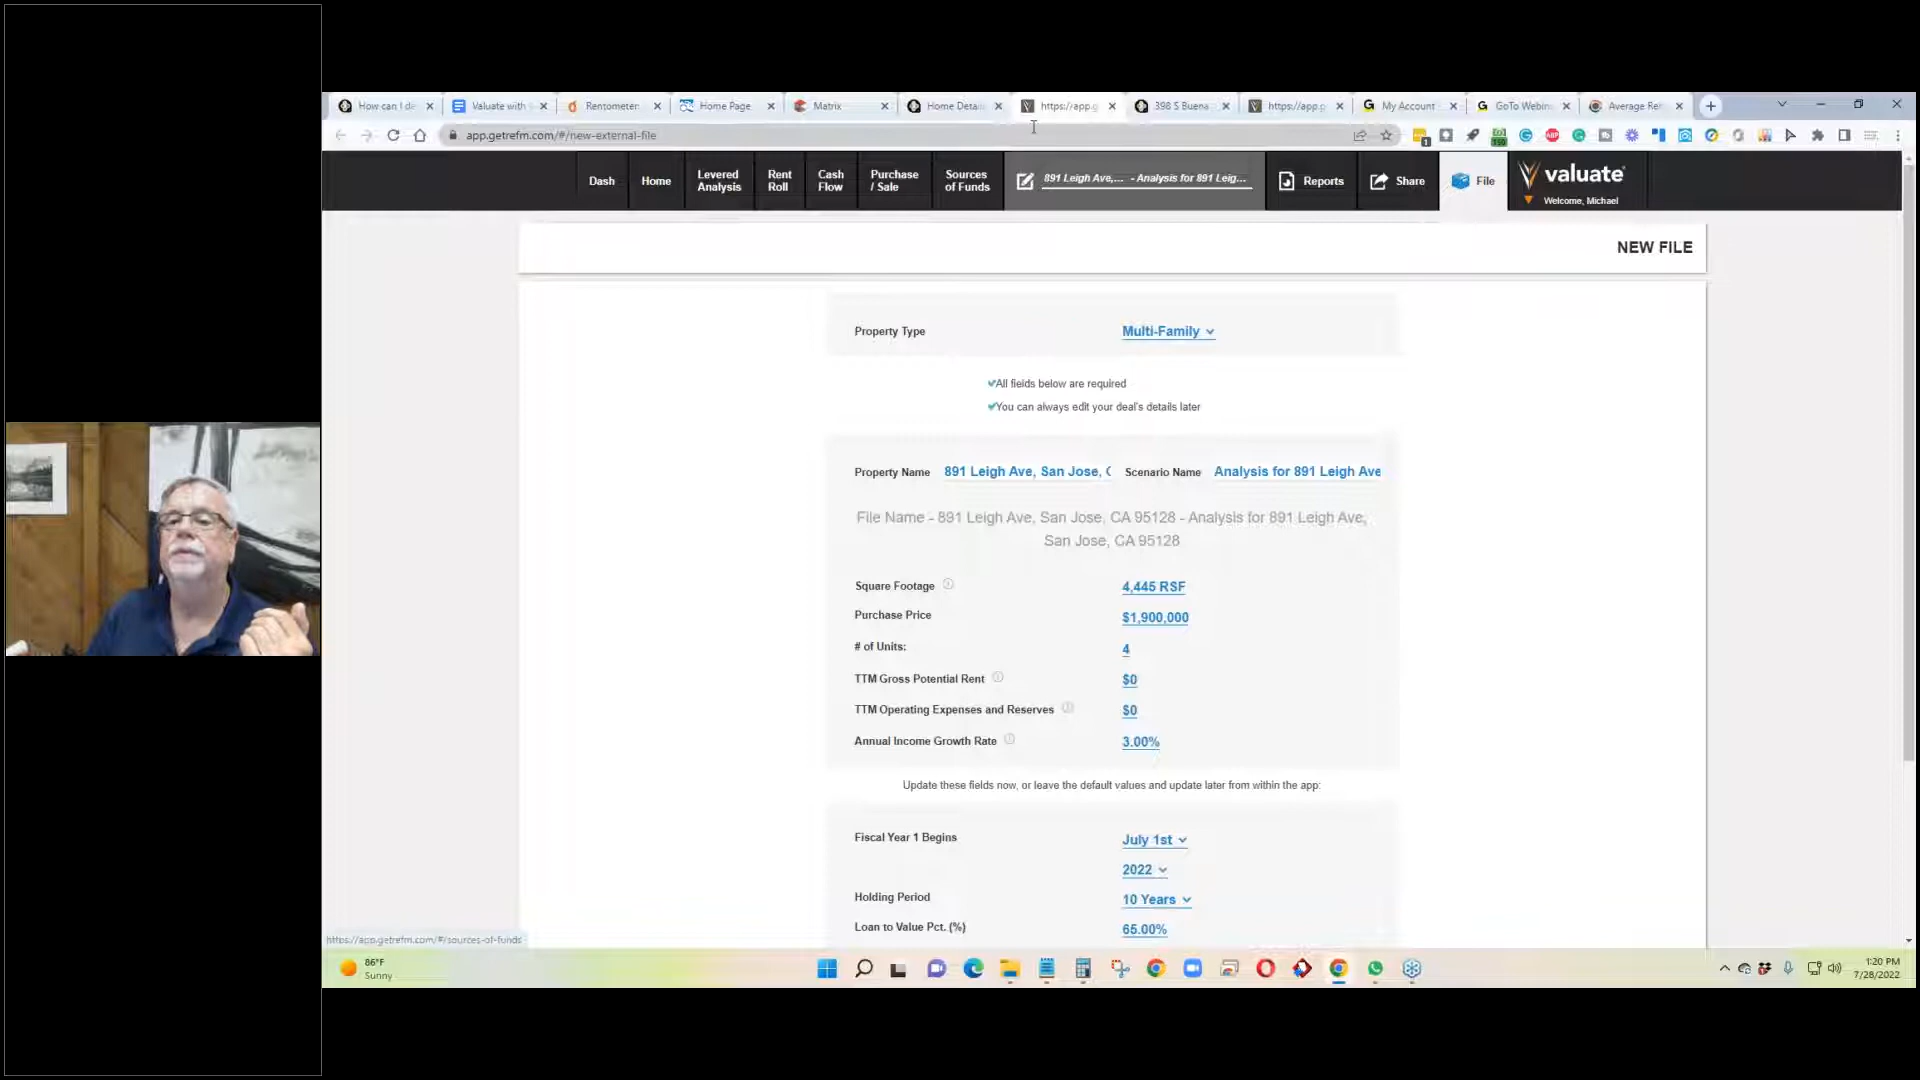 How can I de
Valuate with
Rentometer
Home Page
Matrix
Home Detai
https://app.g
398 S Buena
https://app.g
My Account
GoTo Webin
Average Re
app.getrefm.com/#/new-external-file
Dash
Home
Levered
Analysis
Rent
Roll
Cash
Flow
Purchase
/ Sale
Sources
of Funds
891 Leigh Ave,... - Analysis for 891 Leig...
Reports
Share
File
valuate
Welcome, Michael
NEW FILE
Property Type Multi-Family
All fields below are required
You can always edit your deal's details later
Property Name 891 Leigh Ave, San Jose, C Scenario Name Analysis for 891 Leigh Ave
File Name - 891 Leigh Ave, San Jose, CA 95128 - Analysis for 891 Leigh Ave,
San Jose, CA 95128
Square Footage 4,445 RSF
Purchase Price $1,900,000
# of Units: 4
TTM Gross Potential Rent $0
TTM Operating Expenses and Reserves $0
Annual Income Growth Rate 3.00%
Update these fields now, or leave the default values and update later from within the app:
Fiscal Year 1 Begins July 1st
2022
Holding Period 10 Years
Loan to Value Pct. (%) 65.00%
https://app.getrefm.com/#/sources-of-funds
86°F
Sunny
1:20 PM
7/28/2022